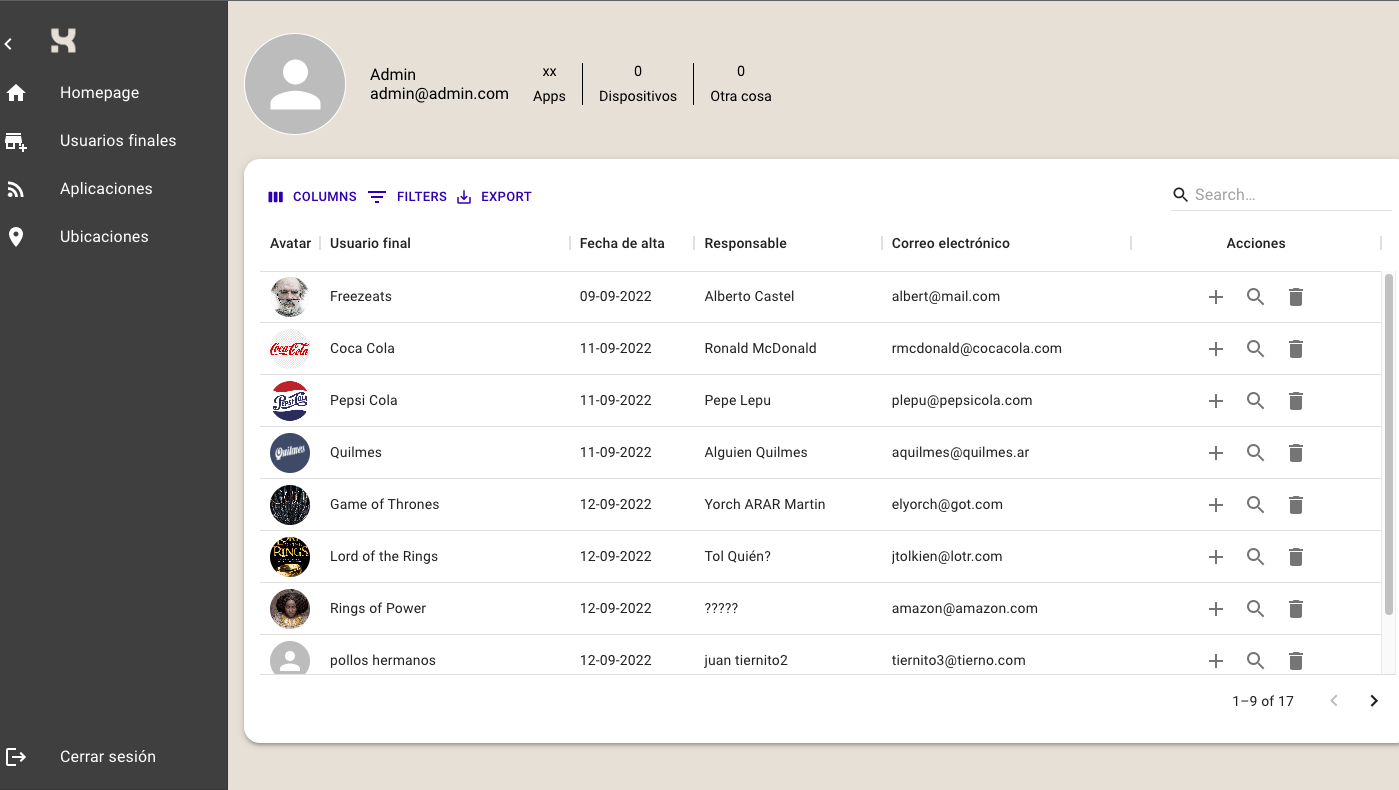 Homepage
Usuarios finales
Aplicaciones
Ubicaciones
Cerrar sesión
Admin
admin@admin.com
xx
Apps
0
Dispositivos
0
Otra cosa
COLUMNS FILTERS EXPORT
Search…
Avatar Usuario final Fecha de alta Responsable Correo electrónico Acciones
Freezeats 09-09-2022 Alberto Castel albert@mail.com
Coca-Cola Coca Cola 11-09-2022 Ronald McDonald rmcdonald@cocacola.com
Pepsi-Cola Pepsi Cola 11-09-2022 Pepe Lepu plepu@pepsicola.com
Quilmes Quilmes 11-09-2022 Alguien Quilmes aquilmes@quilmes.ar
Game of Thrones 12-09-2022 Yorch ARAR Martin elyorch@got.com
RINGS Lord of the Rings 12-09-2022 Tol Quién? jtolkien@lotr.com
Rings of Power 12-09-2022 ????? amazon@amazon.com
pollos hermanos 12-09-2022 juan tiernito2 tiernito3@tierno.com
1–9 of 17